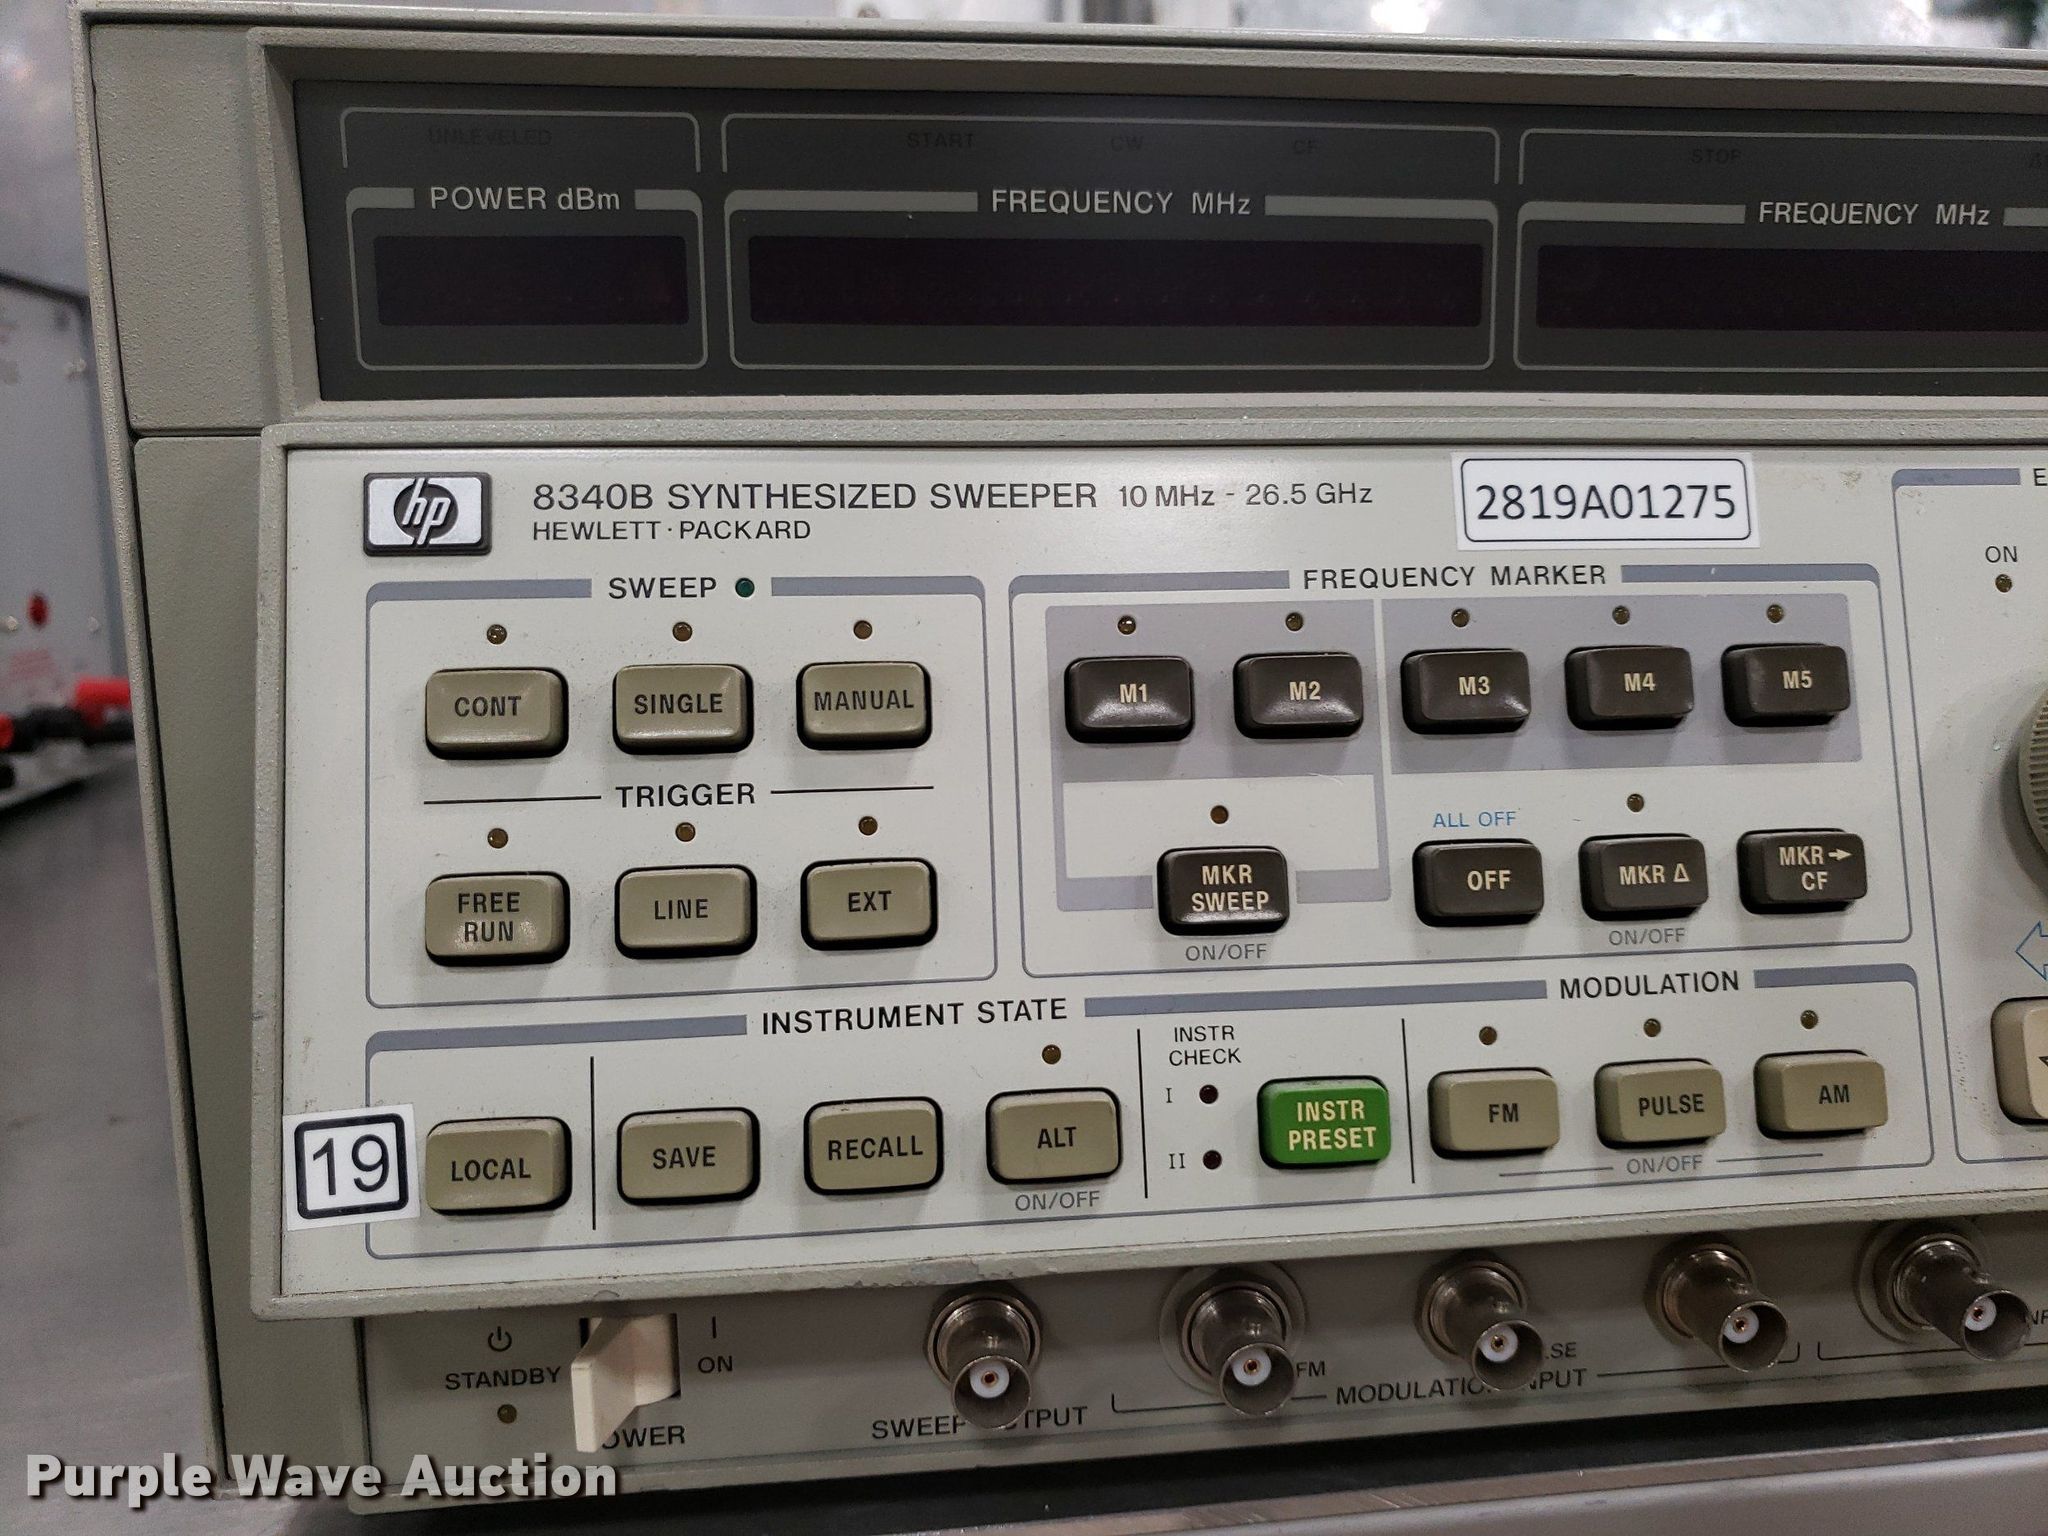 UNLEVELED
START CW CF
STOP
POWER dBm
FREQUENCY MHz
FREQUENCY MHz
hp
8340B SYNTHESIZED SWEEPER 10 MHz - 26.5 GHz
HEWLETT·PACKARD
2819A01275
SWEEP
CONT
SINGLE
MANUAL
TRIGGER
FREE
RUN
LINE
EXT
FREQUENCY MARKER
M1
M2
M3
M4
M5
MKR
SWEEP
ON/OFF
ALL OFF
OFF
MKR Δ
ON/OFF
MKR→
CF
ON
INSTRUMENT STATE
19
LOCAL
SAVE
RECALL
ALT
ON/OFF
INSTR
CHECK
I
II
INSTR
PRESET
MODULATION
FM
PULSE
AM
ON/OFF
STANDBY
I
ON
POWER
SWEEP OUTPUT
FM
MODULATION INPUT
Purple Wave Auction